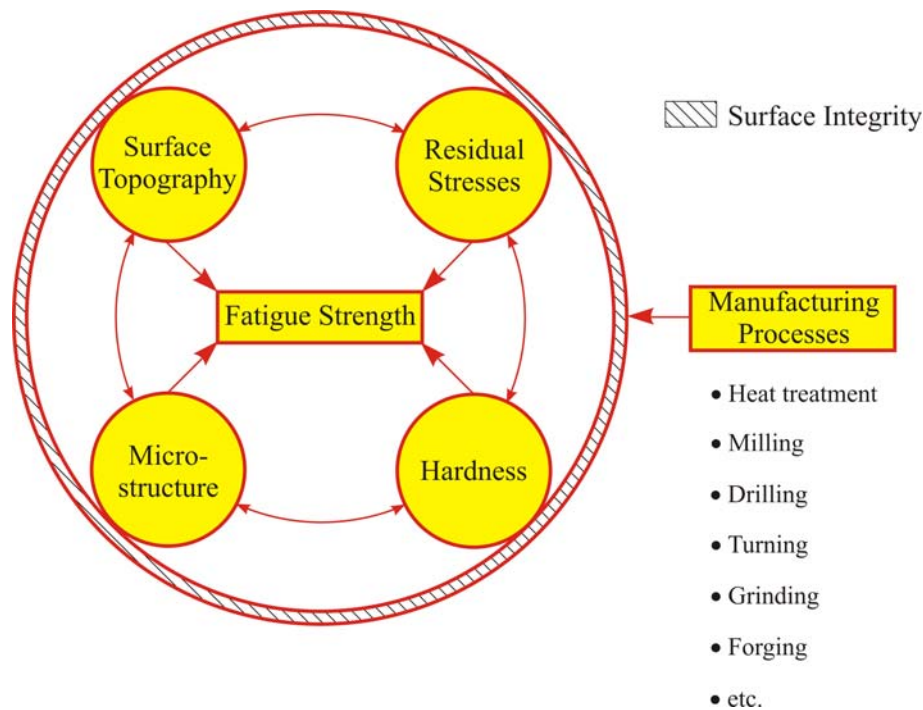 Surface
Topography
Residual
Stresses
Surface Integrity
Fatigue Strength
Micro-
structure
Hardness
Manufacturing
Processes
• Heat treatment
• Milling
• Drilling
• Turning
• Grinding
• Forging
• etc.